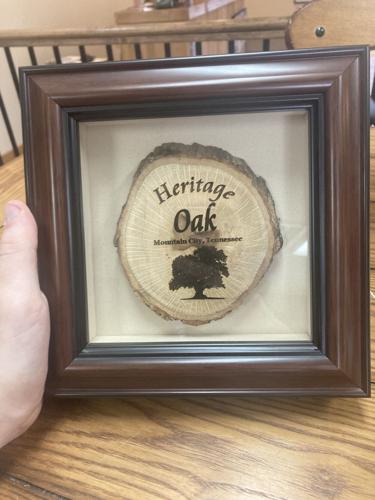 Heritage
Oak
Mountain City, Tennessee